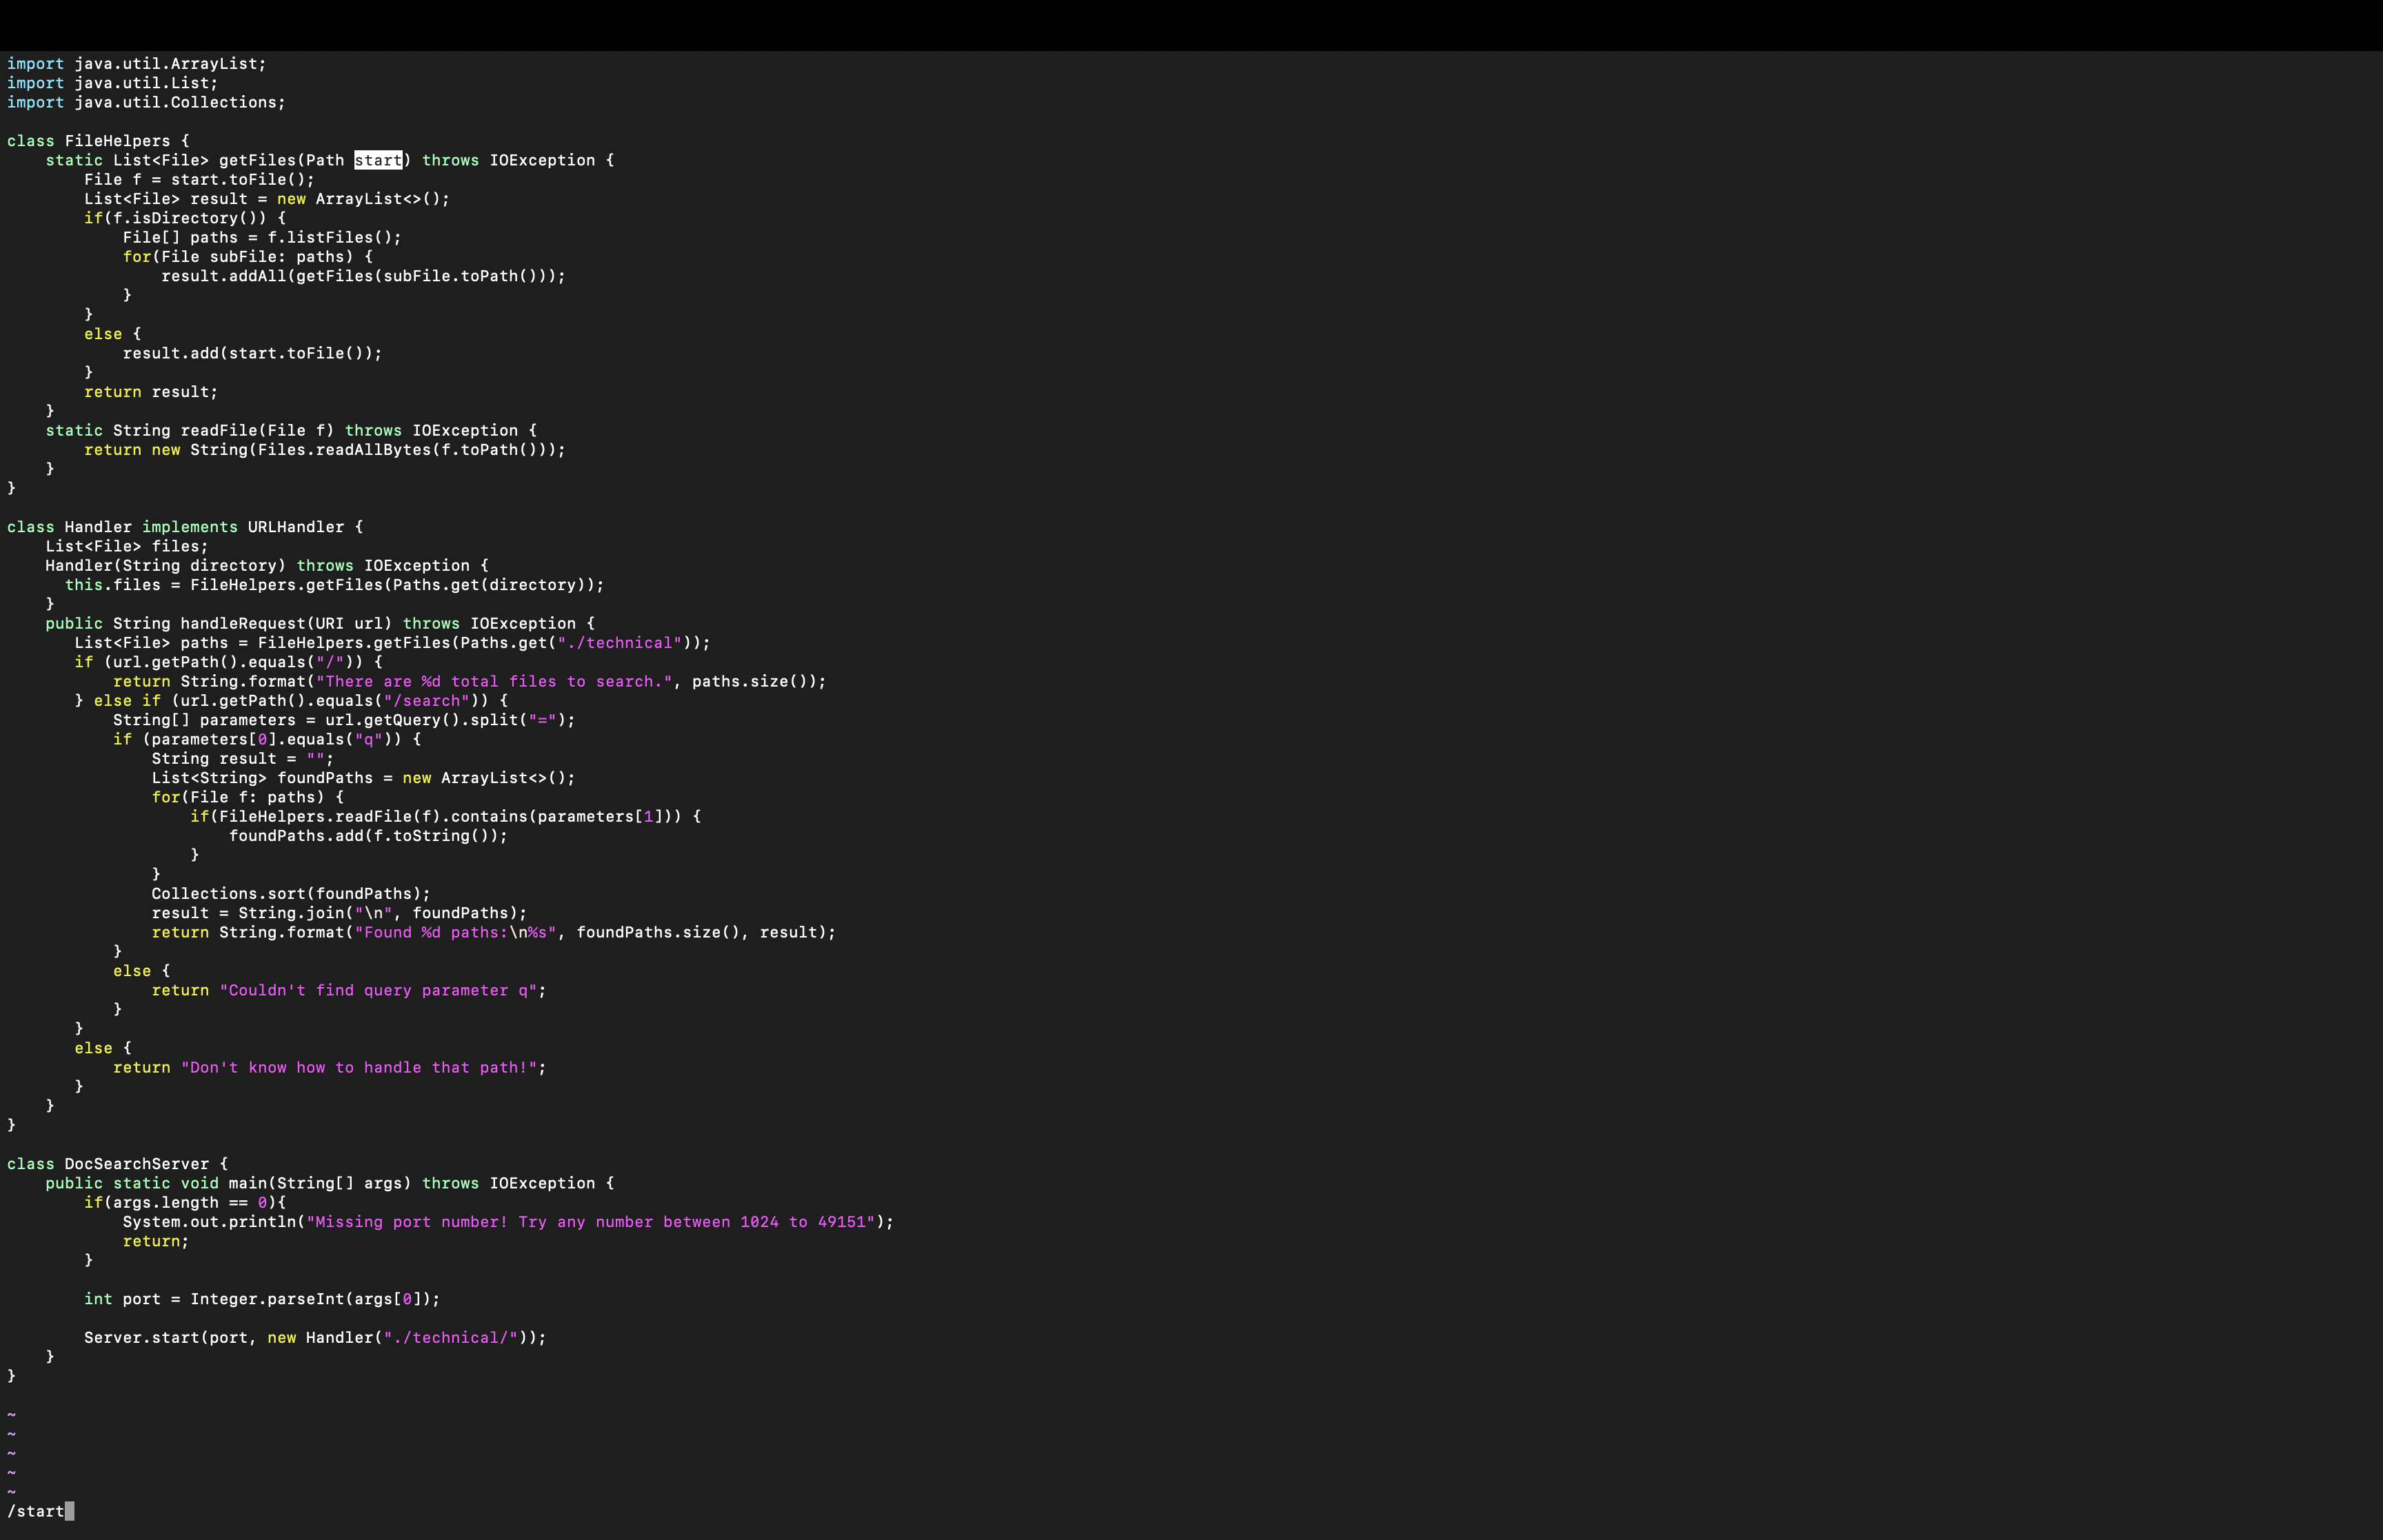 import java.util.ArrayList;
import java.util.List;
import java.util.Collections;

class FileHelpers {
    static List<File> getFiles(Path start) throws IOException {
        File f = start.toFile();
        List<File> result = new ArrayList<>();
        if(f.isDirectory()) {
            File[] paths = f.listFiles();
            for(File subFile: paths) {
                result.addAll(getFiles(subFile.toPath()));
            }
        }
        else {
            result.add(start.toFile());
        }
        return result;
    }
    static String readFile(File f) throws IOException {
        return new String(Files.readAllBytes(f.toPath()));
    }
}

class Handler implements URLHandler {
    List<File> files;
    Handler(String directory) throws IOException {
      this.files = FileHelpers.getFiles(Paths.get(directory));
    }
    public String handleRequest(URI url) throws IOException {
       List<File> paths = FileHelpers.getFiles(Paths.get("./technical"));
       if (url.getPath().equals("/")) {
           return String.format("There are %d total files to search.", paths.size());
       } else if (url.getPath().equals("/search")) {
           String[] parameters = url.getQuery().split("=");
           if (parameters[0].equals("q")) {
               String result = "";
               List<String> foundPaths = new ArrayList<>();
               for(File f: paths) {
                   if(FileHelpers.readFile(f).contains(parameters[1])) {
                       foundPaths.add(f.toString());
                   }
               }
               Collections.sort(foundPaths);
               result = String.join("\n", foundPaths);
               return String.format("Found %d paths:\n%s", foundPaths.size(), result);
           }
           else {
               return "Couldn't find query parameter q";
           }
       }
       else {
           return "Don't know how to handle that path!";
       }
    }
}

class DocSearchServer {
    public static void main(String[] args) throws IOException {
        if(args.length == 0){
            System.out.println("Missing port number! Try any number between 1024 to 49151");
            return;
        }

        int port = Integer.parseInt(args[0]);

        Server.start(port, new Handler("./technical/"));
    }
}

~
~
~
~
~
/start